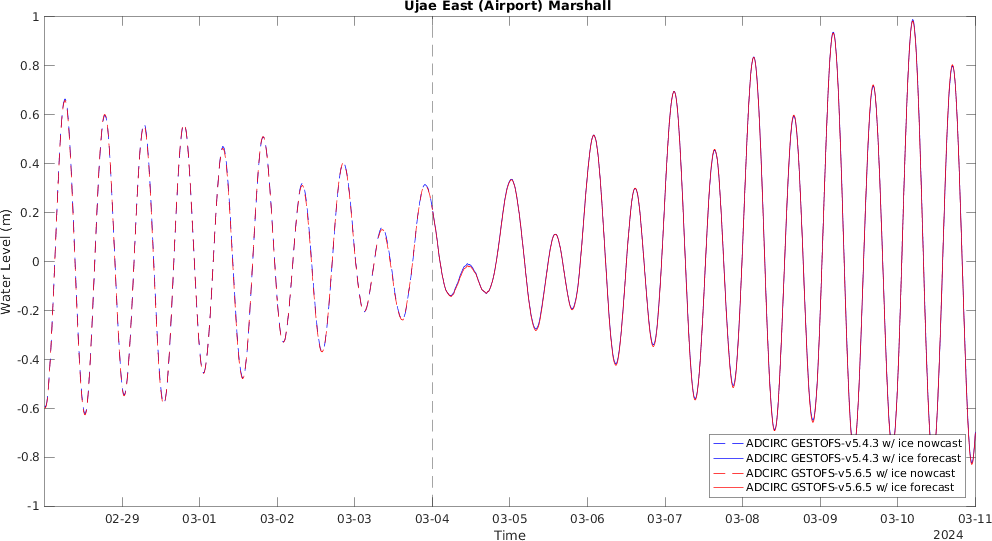 Ujae East (Airport) Marshall
Water Level (m)
1
0.8
0.6
0.4
0.2
0
-0.2
-0.4
-0.6
-0.8
-1
ADCIRC GESTOFS-v5.4.3 w/ ice nowcast
ADCIRC GESTOFS-v5.4.3 w/ ice forecast
ADCIRC GSTOFS-v5.6.5 w/ ice nowcast
ADCIRC GSTOFS-v5.6.5 w/ ice forecast
02-29 03-01 03-02 03-03 03-04 03-05 03-06 03-07 03-08 03-09 03-10 03-11
Time
2024